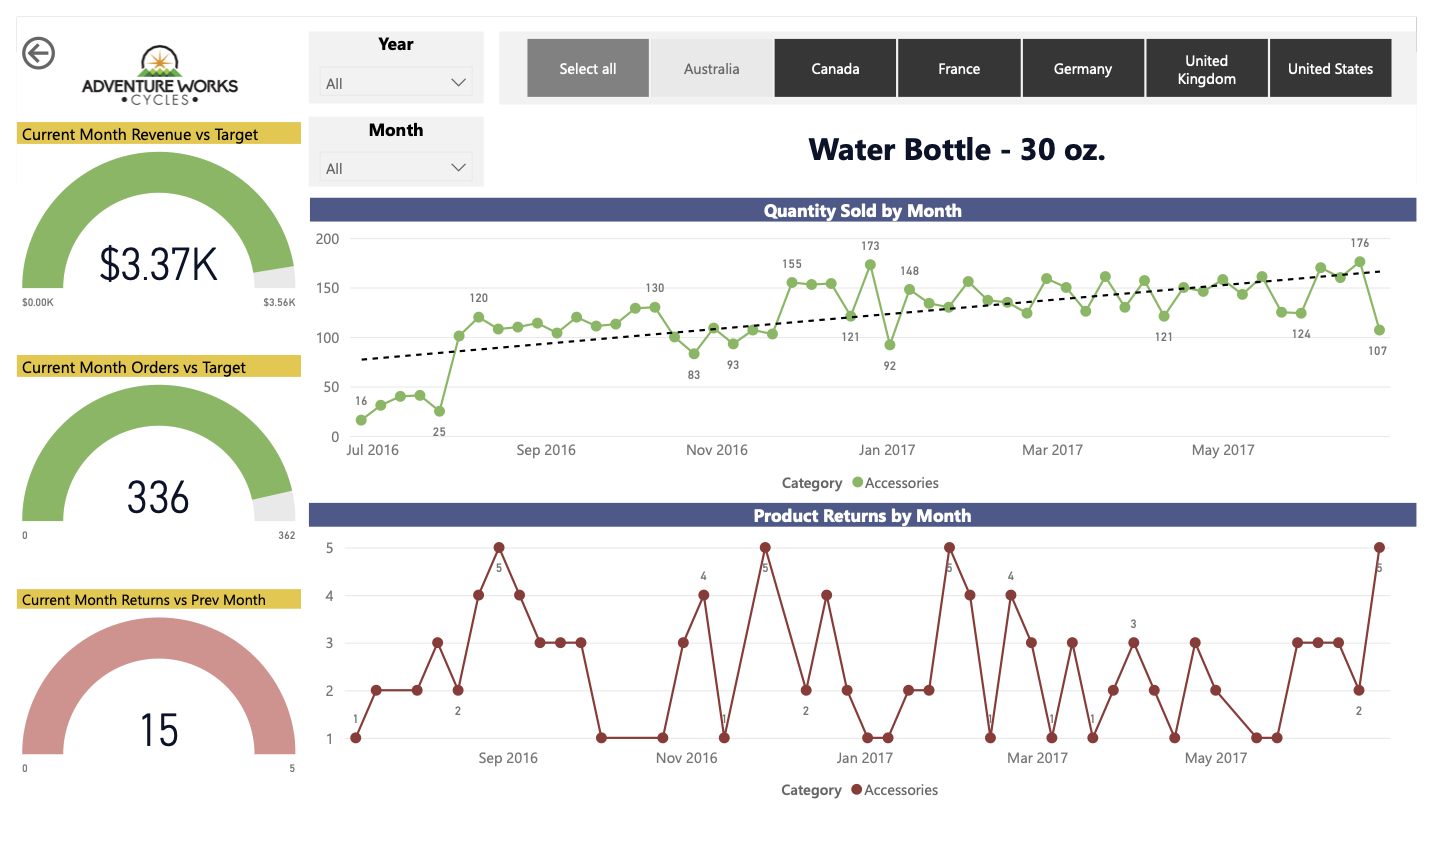 ADVENTURE WORKS
•CYCLES•
Year
All
Month
All
Select all
Australia
Canada
France
Germany
United
Kingdom
United States
Water Bottle - 30 oz.
Current Month Revenue vs Target
$3.37K
$0.00K
$3.56K
Current Month Orders vs Target
336
0
362
Current Month Returns vs Prev Month
15
0
5
Quantity Sold by Month
200
150
100
50
0
16
25
120
130
83
93
155
121
173
92
148
121
124
176
107
Jul 2016
Sep 2016
Nov 2016
Jan 2017
Mar 2017
May 2017
Category Accessories
Product Returns by Month
5
4
3
2
1
1
2
5
4
1
5
2
5
1
4
1
1
3
2
5
Sep 2016
Nov 2016
Jan 2017
Mar 2017
May 2017
Category Accessories